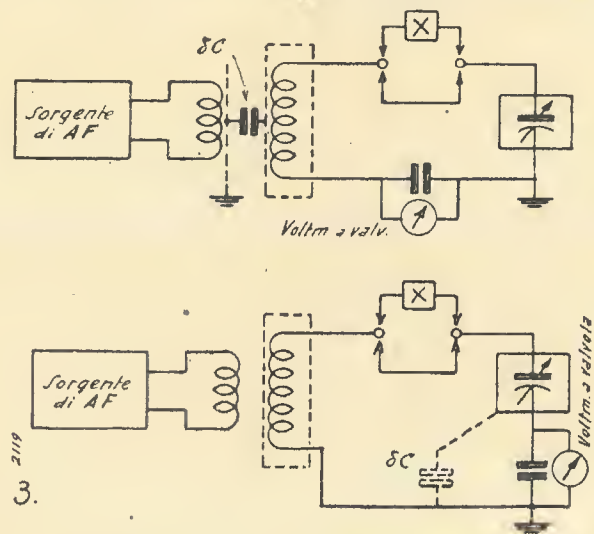 δC
Sorgente
di AF
X
Voltm. a valv.
X
Sorgente
di AF
Voltm. a valvola
δC
2119
3.